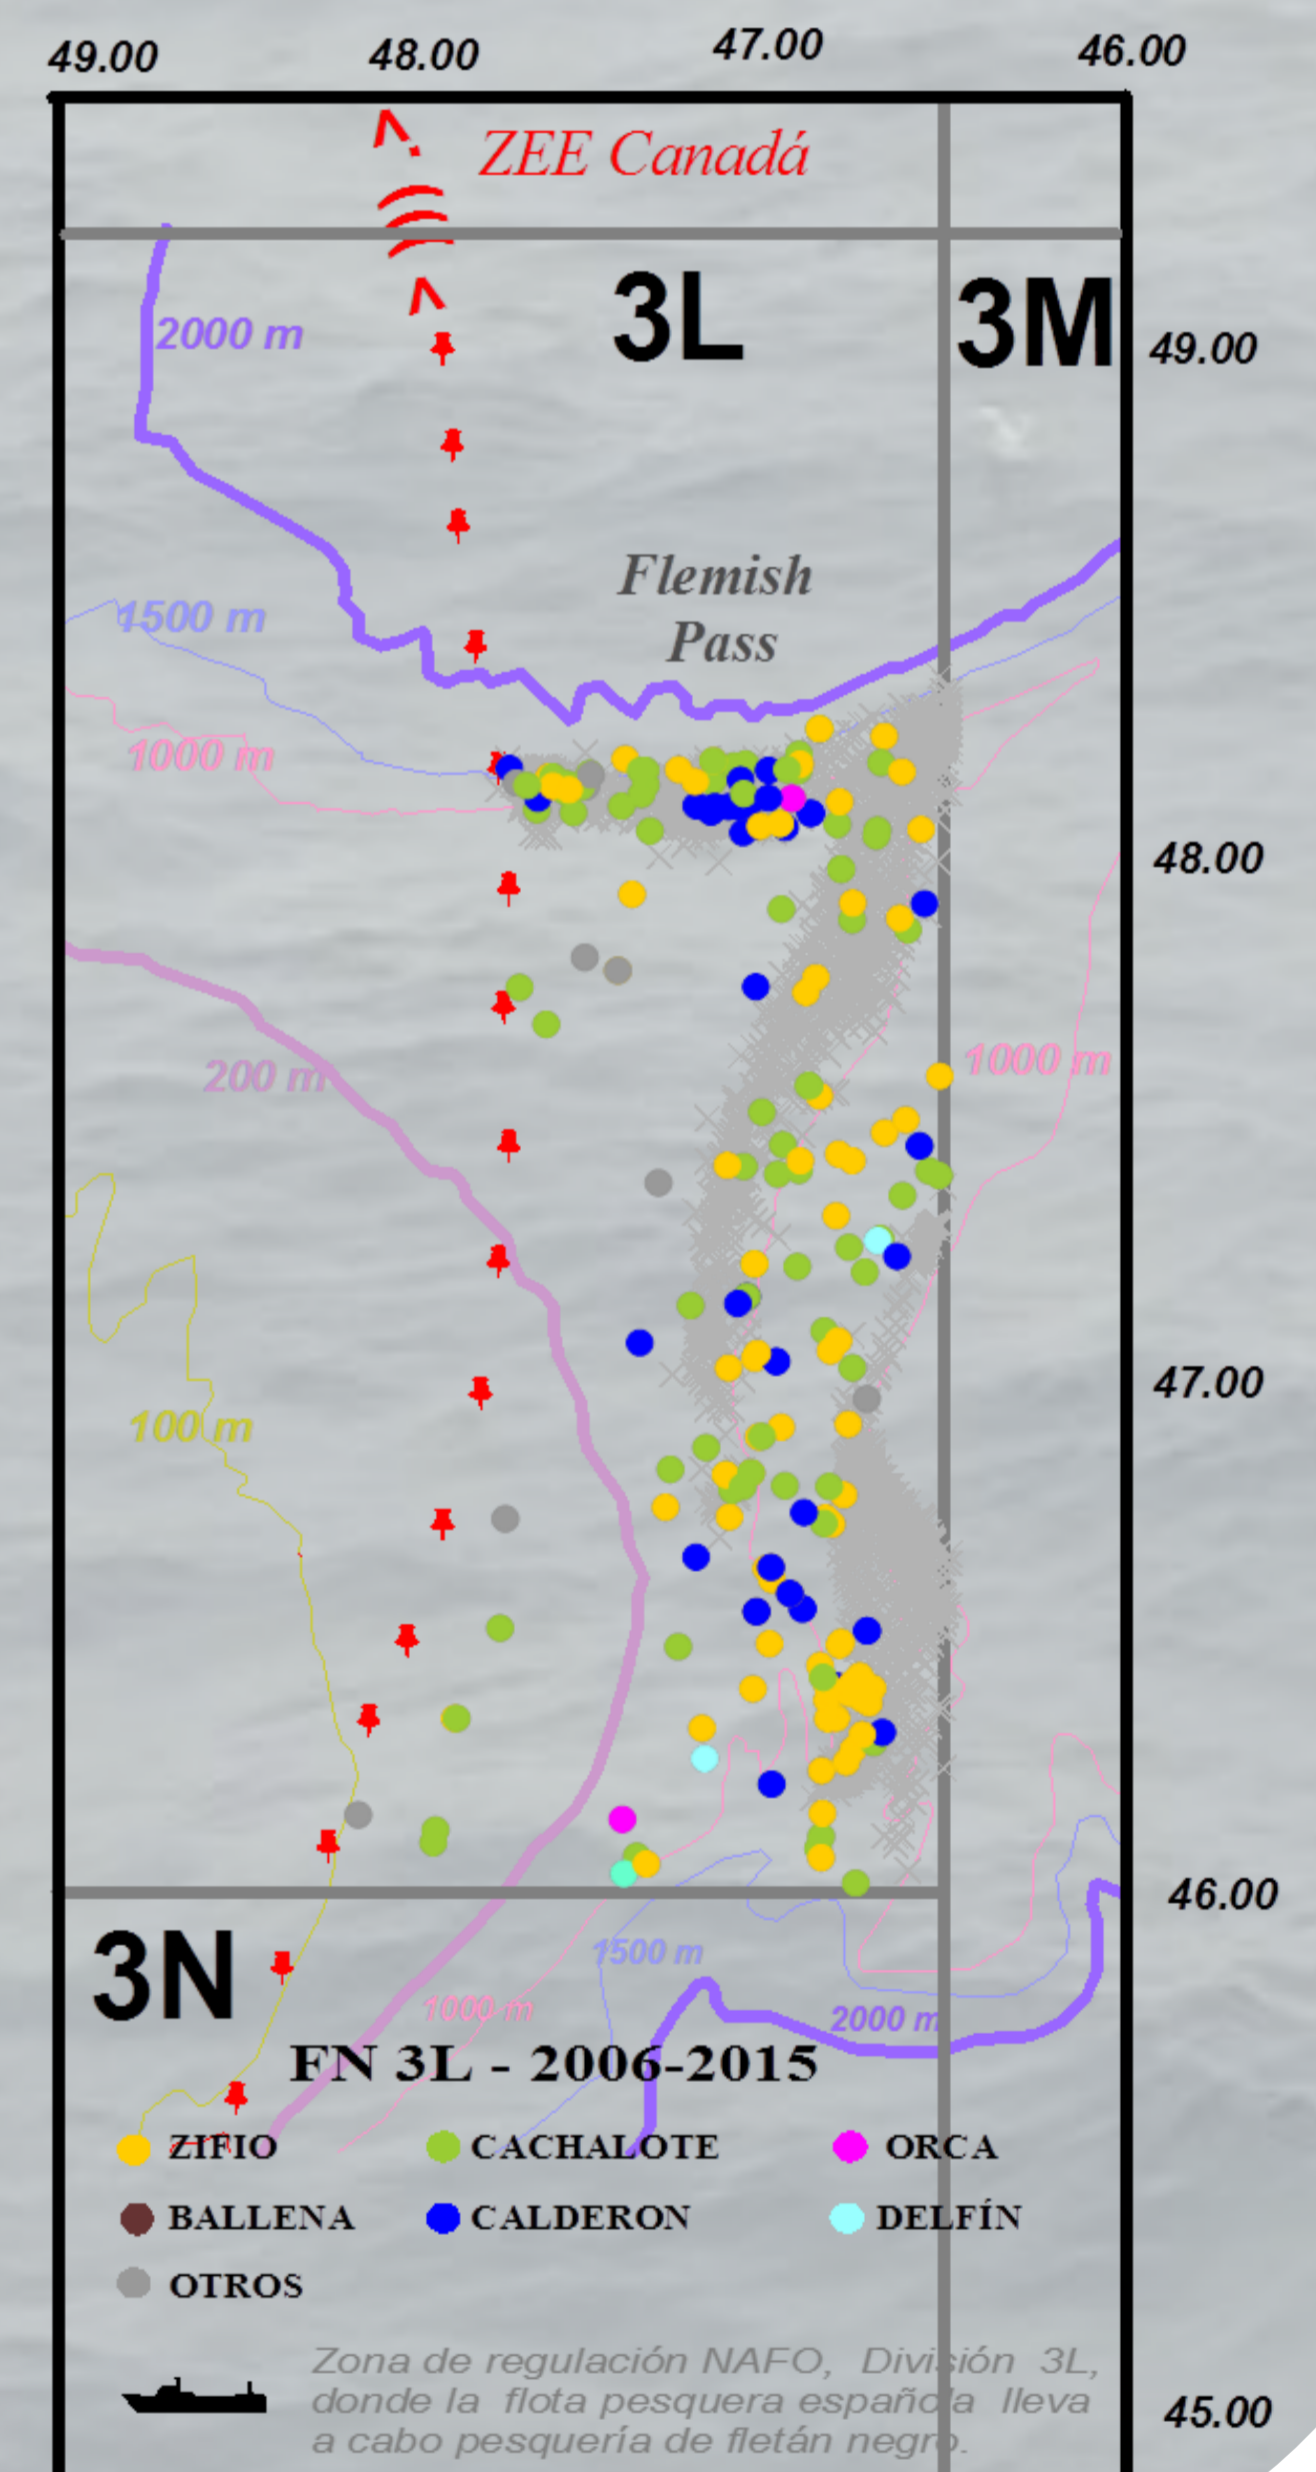 49.00 48.00 47.00 46.00
ZEE Canadá
3L 3M
2000 m
49.00
Flemish
Pass
1500 m
1000 m
48.00
200 m
1000 m
47.00
100 m
46.00
3N
1500 m
1000 m
2000 m
FN 3L - 2006-2015
ZIFIO CACHALOTE ORCA
BALLENA CALDERON DELFÍN
OTROS
Zona de regulación NAFO, División 3L,
donde la flota pesquera española lleva
a cabo pesquería de fletán negro.
45.00